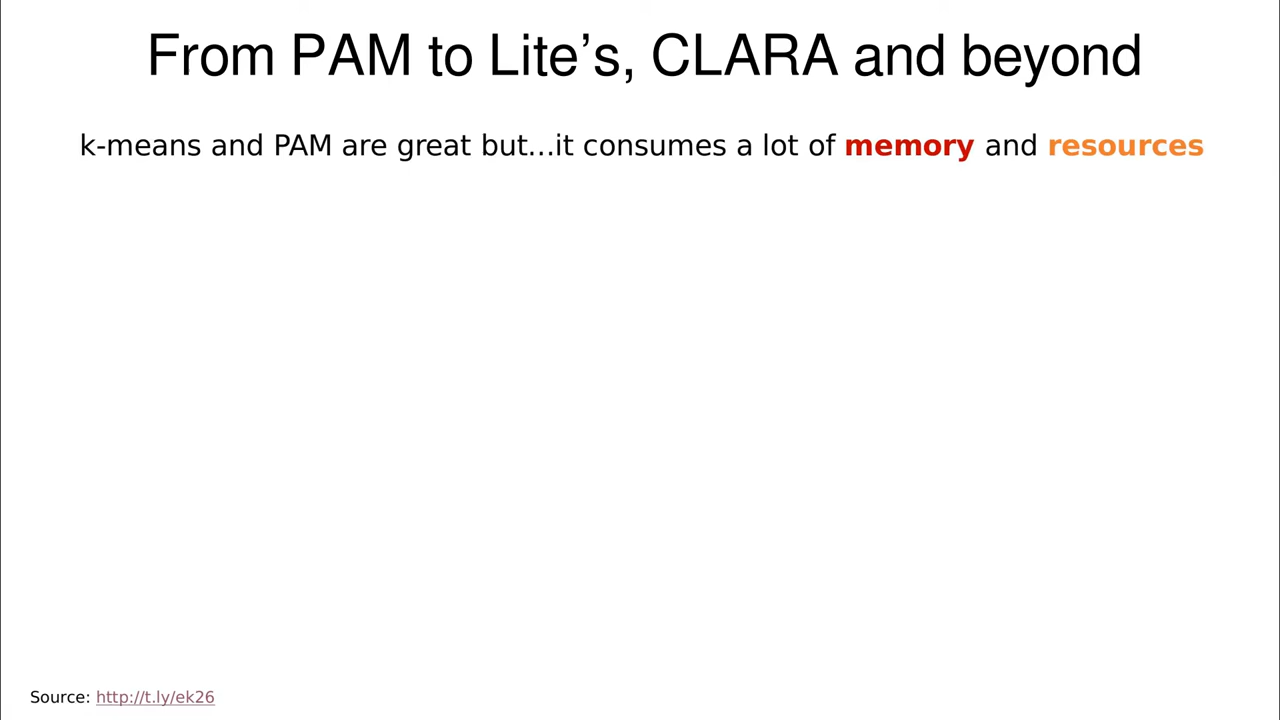 From PAM to Lite’s, CLARA and beyond
k-means and PAM are great but…it consumes a lot of memory and resources
Source: http://t.ly/ek26